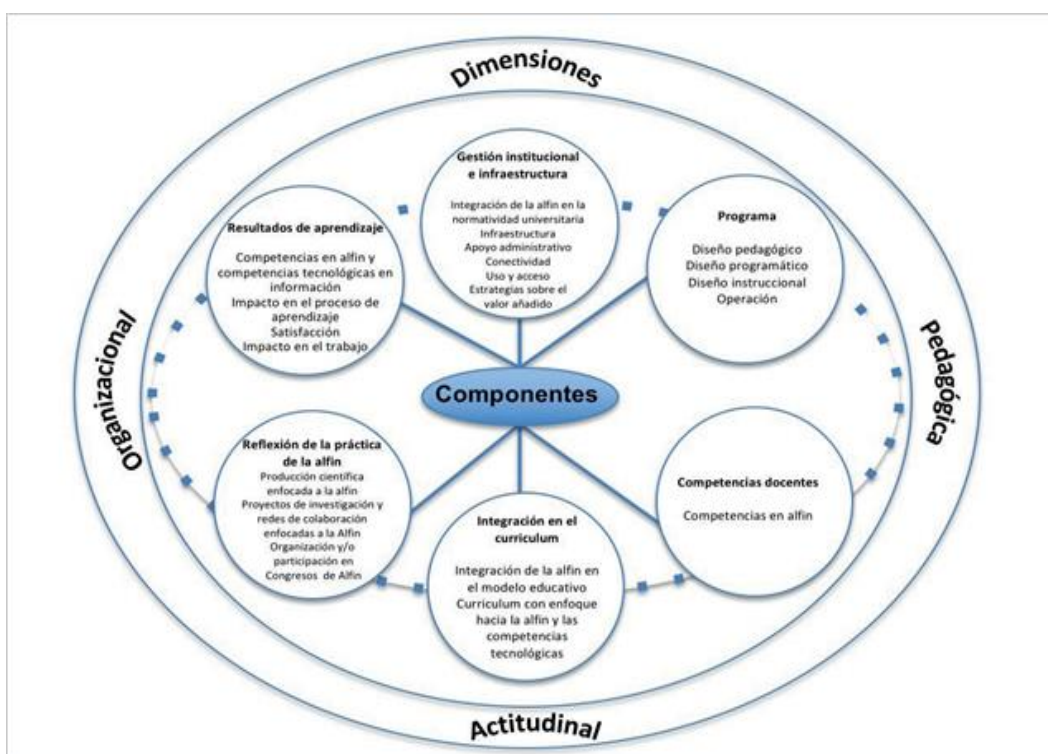 Dimensiones
Gestión institucional
e infraestructura
Integración de la alfin en la
normatividad universitaria
Infraestructura
Apoyo administrativo
Conectividad
Uso y acceso
Estrategias sobre el
valor añadido
Resultados de aprendizaje
Competencias en alfin y
competencias tecnológicas en
información
Impacto en el proceso de
aprendizaje
Satisfacción
Impacto en el trabajo
Programa
Diseño pedagógico
Diseño programático
Diseño instruccional
Operación
Organizacional
Pedagógica
Componentes
Reflexión de la práctica
de la alfin
Producción científica
enfocada a la alfin
Proyectos de investigación y
redes de colaboración
enfocadas a la Alfin
Organización y/o
participación en
Congresos de Alfin
Integración en el
curriculum
Integración de la alfin en
el modelo educativo
Curriculum con enfoque
hacia la alfin y las
competencias
tecnológicas
Competencias docentes
Competencias en alfin
Actitudinal